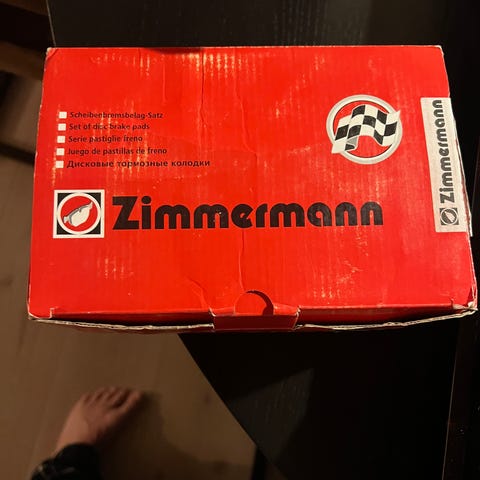 Scheibenbremsbelag-Satz
Set of disc brake pads
Serie pastiglie freno
Juego de pastillas de freno
Дисковые тормозные колодки
Zimmermann
Zimmermann